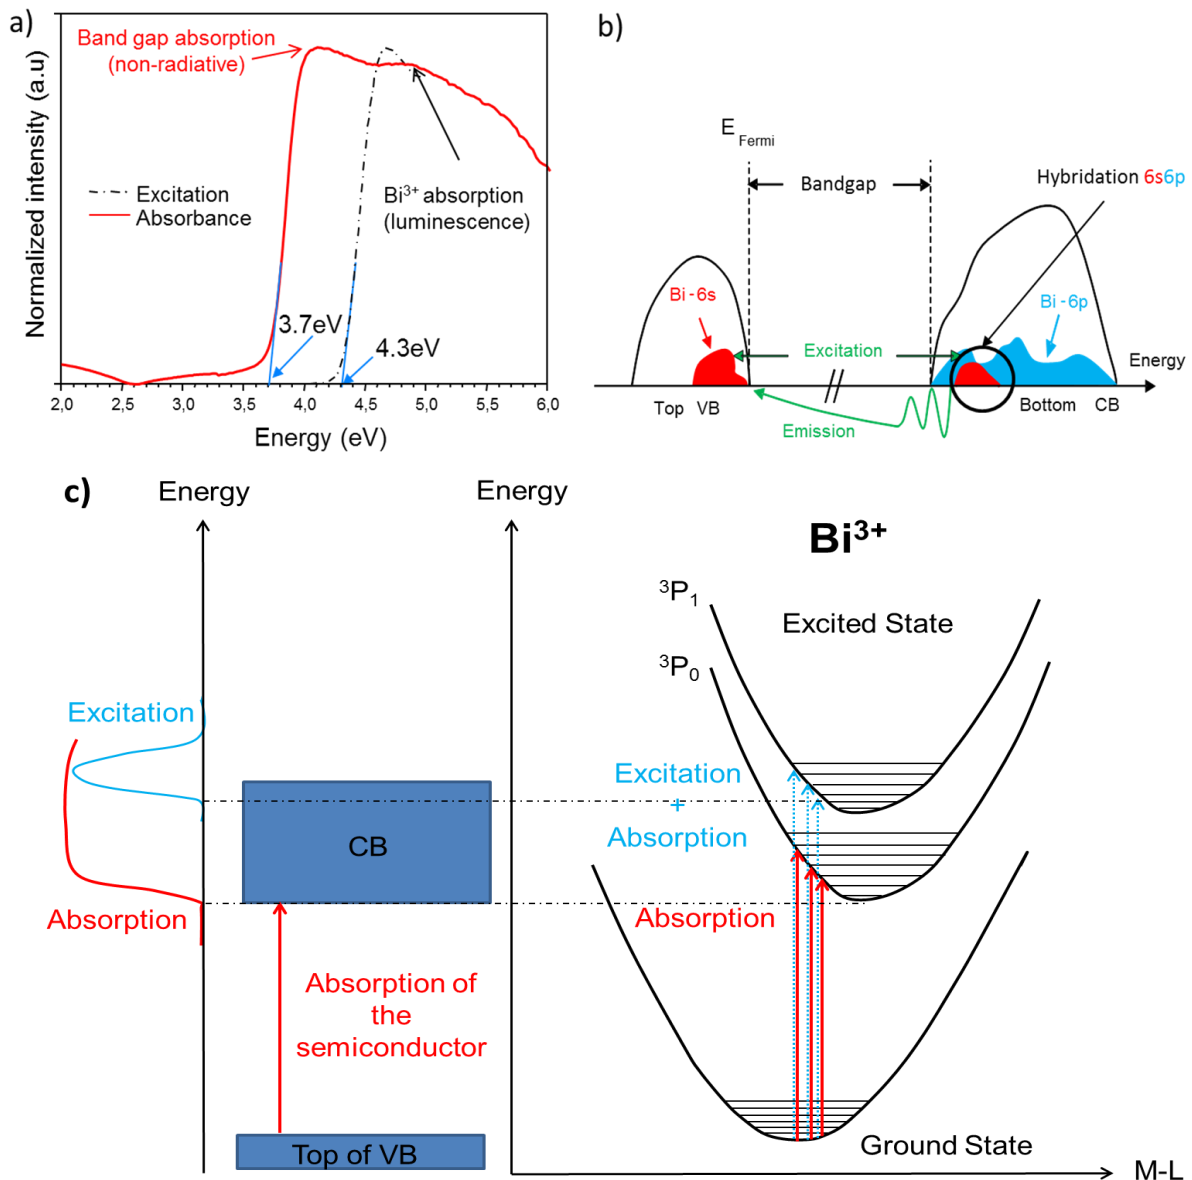 a)
Normalized intensity (a.u)
Band gap absorption
(non-radiative)
Excitation
Absorbance
Bi³⁺ absorption
(luminescence)
3.7eV
4.3eV
2,0 2,5 3,0 3,5 4,0 4,5 5,0 5,5 6,0
Energy (eV)
b)
E Fermi
Bandgap
Hybridation 6s6p
Bi-6s
Bi-6p
Excitation
Energy
Top VB
Bottom CB
Emission
c)
Energy
Energy
Bi³⁺
³P₁
Excited State
³P₀
Excitation
Excitation
+
Absorption
CB
Absorption
Absorption
Absorption of
the
semiconductor
Top of VB
Ground State
M-L